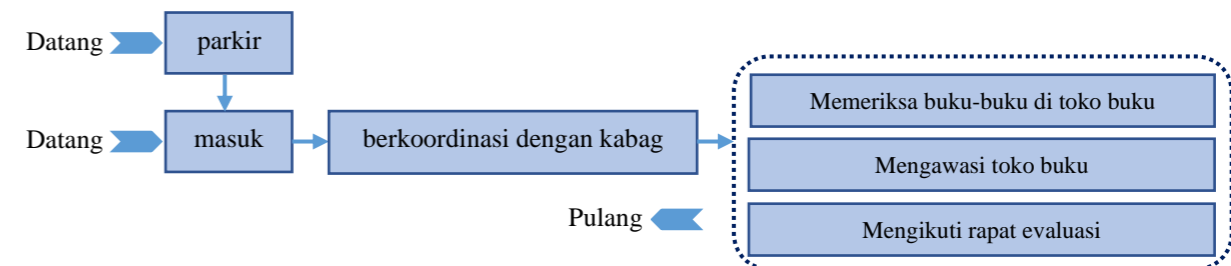 Datang
parkir
Datang
masuk
berkoordinasi dengan kabag
Memeriksa buku-buku di toko buku
Mengawasi toko buku
Mengikuti rapat evaluasi
Pulang